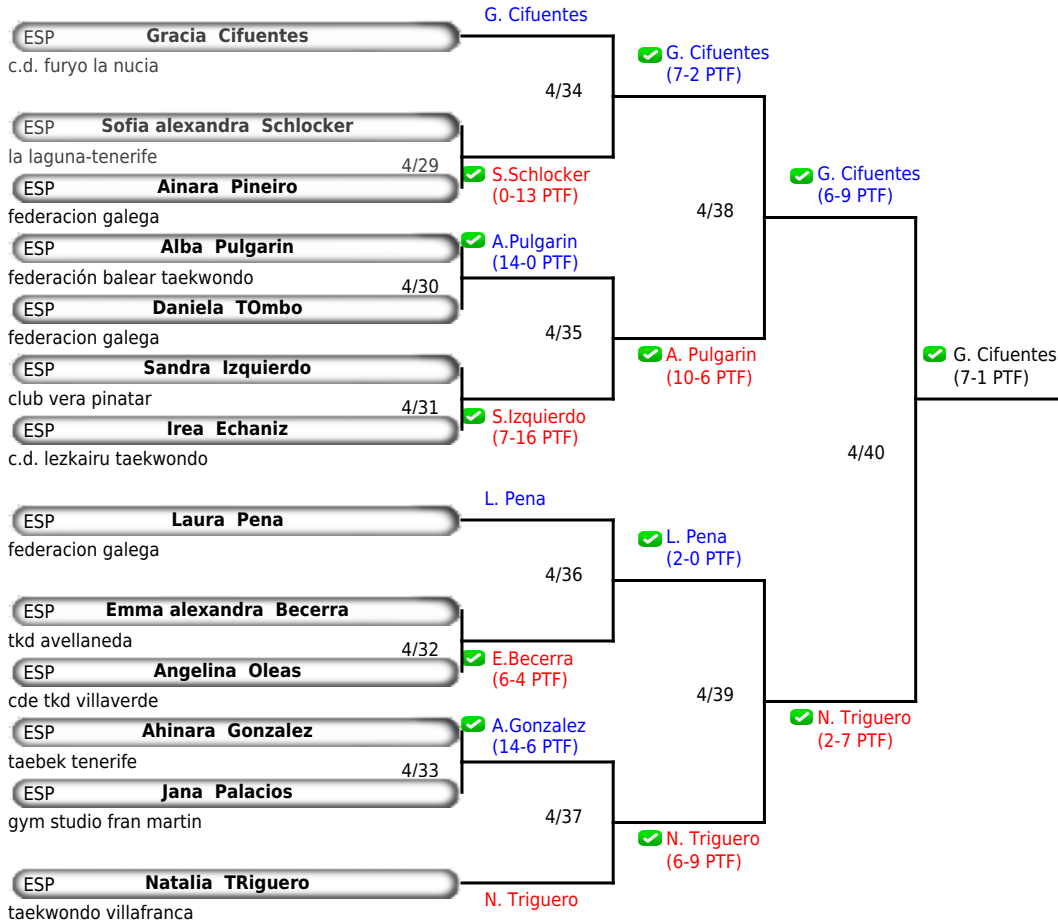 G. Cifuentes
ESP Gracia Cifuentes
c.d. furyo la nucia
G. Cifuentes
(7-2 PTF)
4/34
ESP Sofia alexandra Schlocker
la laguna-tenerife
4/29
S.Schlocker
(0-13 PTF)
ESP Ainara Pineiro
federacion galega
G. Cifuentes
(6-9 PTF)
4/38
ESP Alba Pulgarin
federación balear taekwondo
A.Pulgarin
(14-0 PTF)
4/30
ESP Daniela TOmbo
federacion galega
4/35
A. Pulgarin
(10-6 PTF)
ESP Sandra Izquierdo
club vera pinatar
4/31
S.Izquierdo
(7-16 PTF)
ESP Irea Echaniz
c.d. lezkairu taekwondo
G. Cifuentes
(7-1 PTF)
4/40
L. Pena
ESP Laura Pena
federacion galega
L. Pena
(2-0 PTF)
4/36
ESP Emma alexandra Becerra
tkd avellaneda
4/32
E.Becerra
(6-4 PTF)
ESP Angelina Oleas
cde tkd villaverde
4/39
N. Triguero
(2-7 PTF)
ESP Ahinara Gonzalez
taebek tenerife
A.Gonzalez
(14-6 PTF)
4/33
ESP Jana Palacios
gym studio fran martin
4/37
N. Triguero
(6-9 PTF)
ESP Natalia TRiguero
taekwondo villafranca
N. Triguero